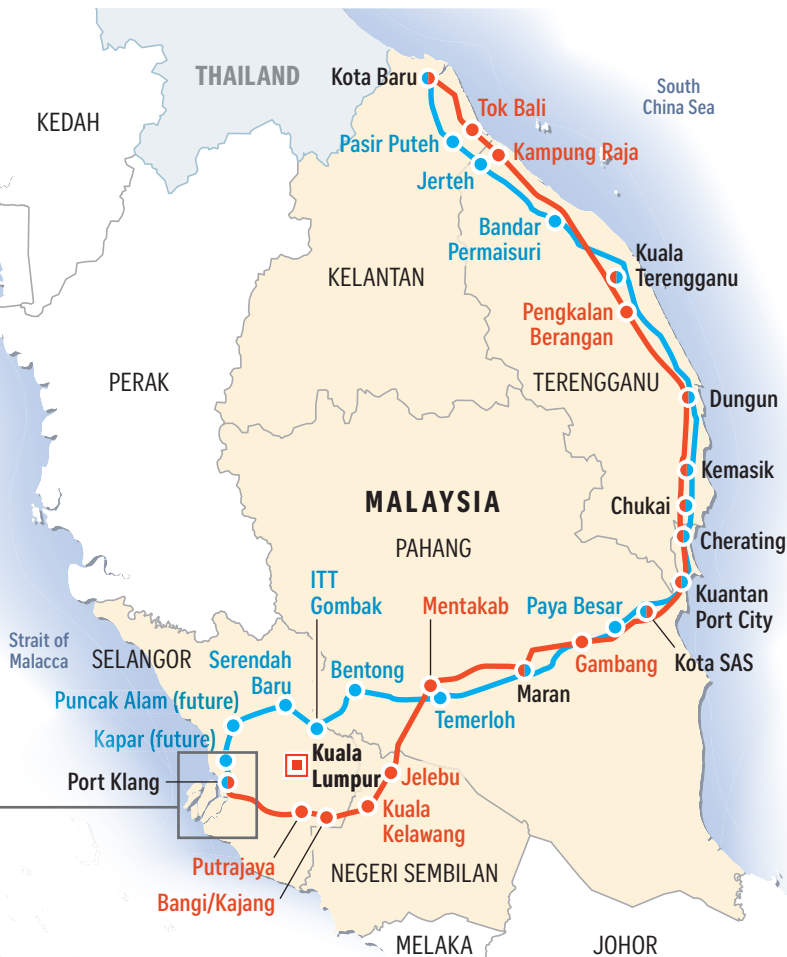 THAILAND
Kota Baru
South
China Sea
KEDAH
Tok Bali
Pasir Puteh
Kampung Raja
Jerteh
Bandar
Permaisuri
Kuala
Terengganu
KELANTAN
Pengkalan
Berangan
PERAK
TERENGGANU
Dungun
Kemasik
MALAYSIA
Chukai
Cherating
PAHANG
ITT
Gombak
Mentakab
Paya Besar
Kuantan
Port City
Strait of
Malacca
SELANGOR
Serendah
Baru
Bentong
Gambang
Kota SAS
Maran
Puncak Alam (future)
Temerloh
Kapar (future)
Kuala
Lumpur
Port Klang
Jelebu
Kuala
Kelawang
Putrajaya
NEGERI SEMBILAN
Bangi/Kajang
MELAKA
JOHOR